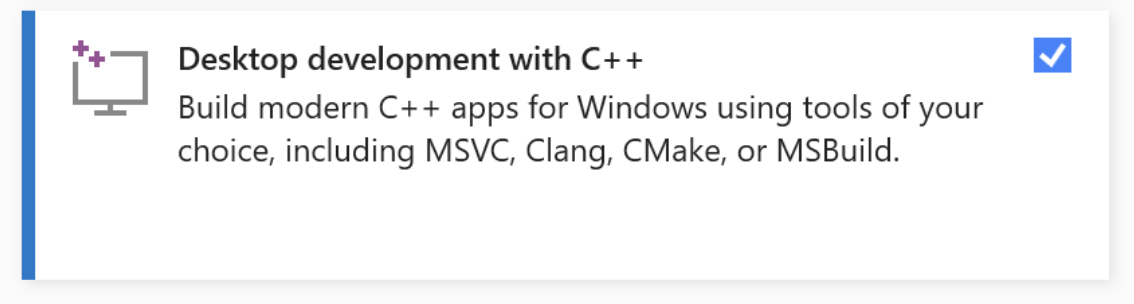 Desktop development with C++
Build modern C++ apps for Windows using tools of your
choice, including MSVC, Clang, CMake, or MSBuild.